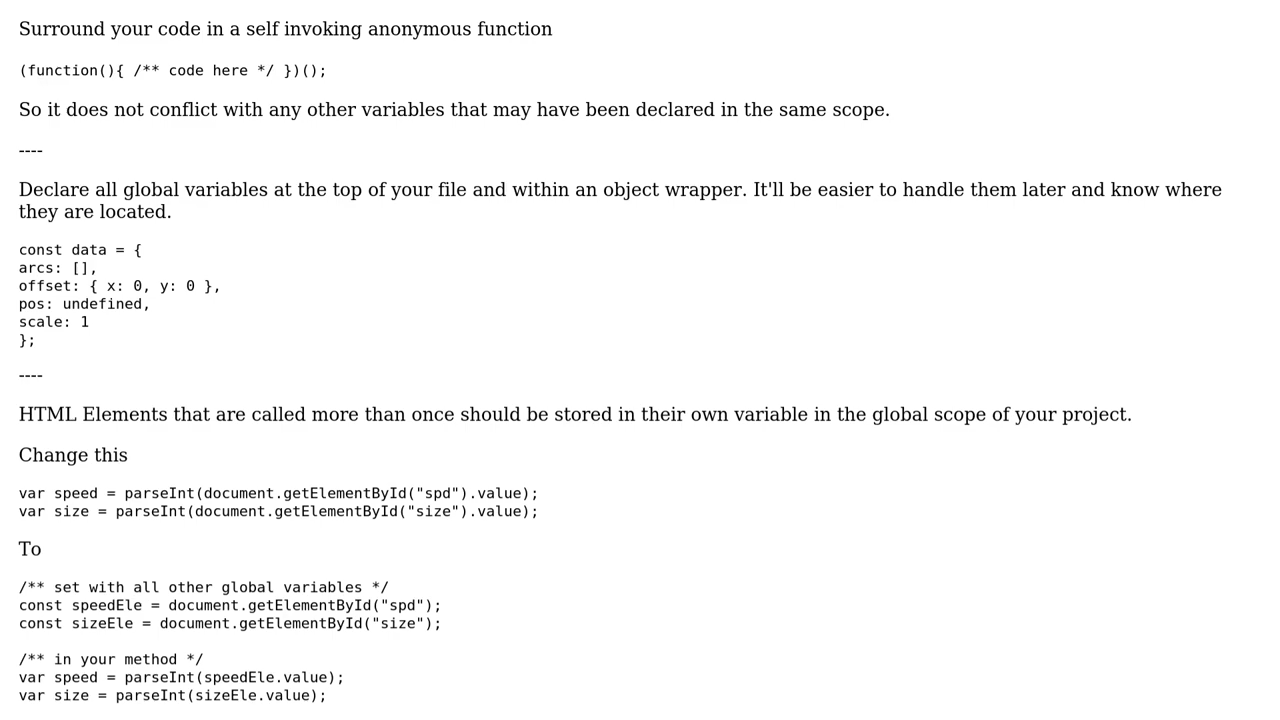 Surround your code in a self invoking anonymous function
(function(){ /** code here */ })();
So it does not conflict with any other variables that may have been declared in the same scope.
----
Declare all global variables at the top of your file and within an object wrapper. It'll be easier to handle them later and know where
they are located.
const data = {
arcs: [],
offset: { x: 0, y: 0 },
pos: undefined,
scale: 1
};
----
HTML Elements that are called more than once should be stored in their own variable in the global scope of your project.
Change this
var speed = parseInt(document.getElementById("spd").value);
var size = parseInt(document.getElementById("size").value);
To
/** set with all other global variables */
const speedEle = document.getElementById("spd");
const sizeEle = document.getElementById("size");
/** in your method */
var speed = parseInt(speedEle.value);
var size = parseInt(sizeEle.value);